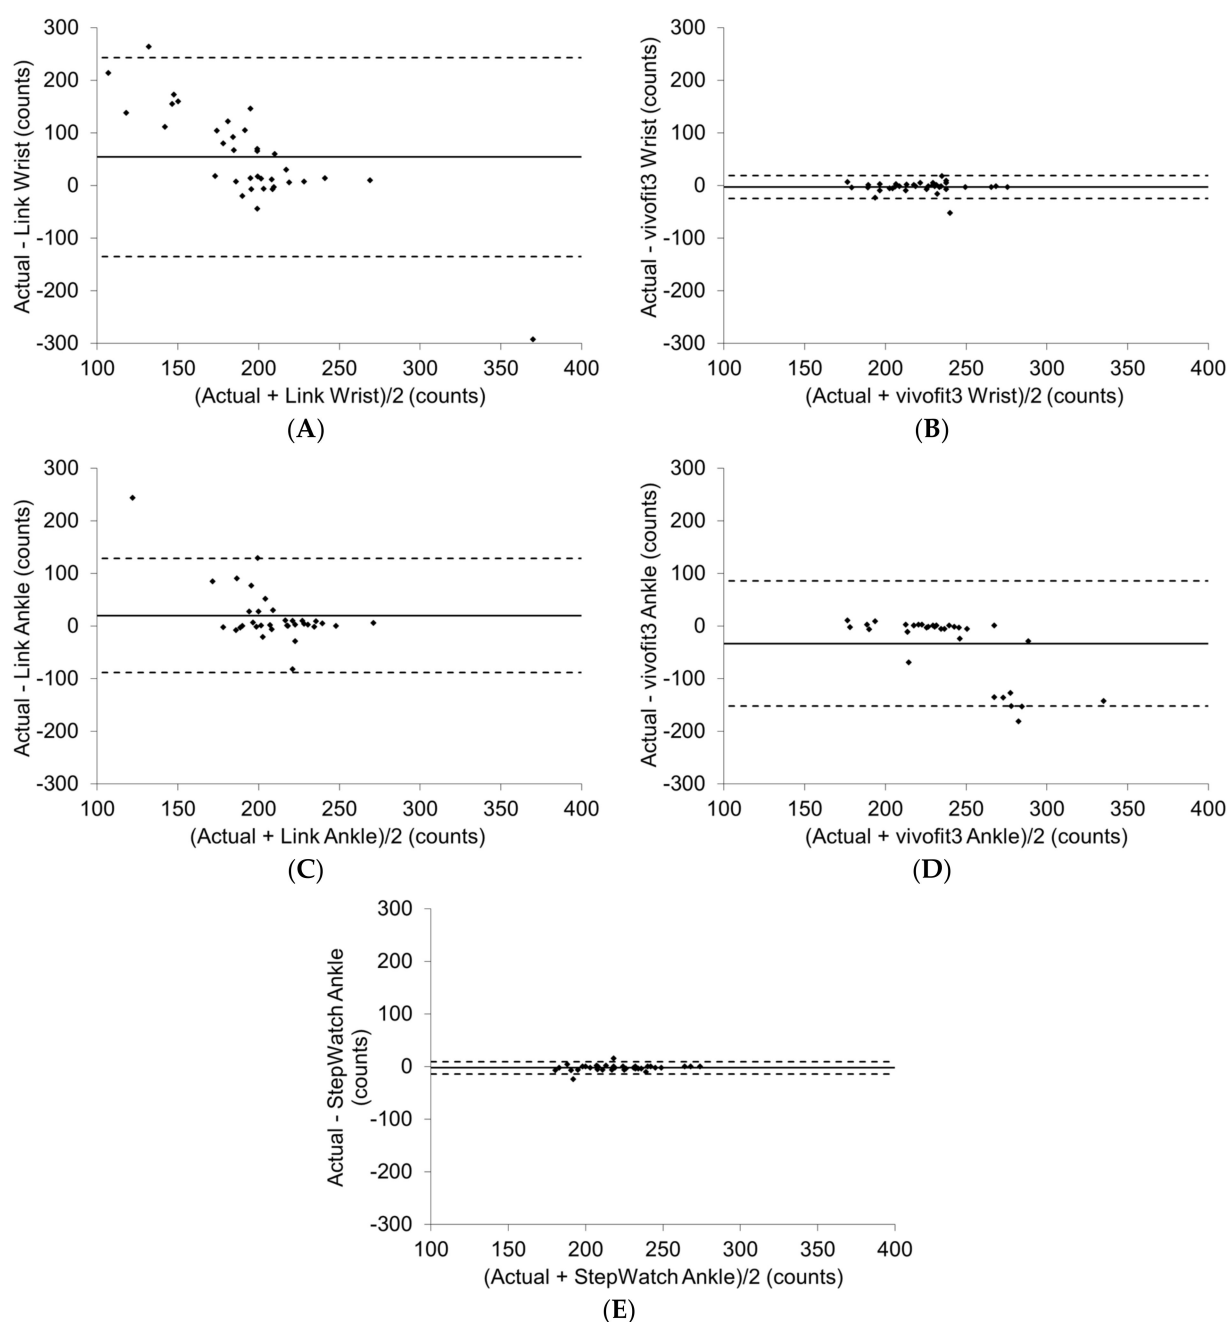 300
200
100
0
-100
-200
-300
Actual - Link Wrist (counts)
100 150 200 250 300 350 400
(Actual + Link Wrist)/2 (counts)
(A)
300
200
100
0
-100
-200
-300
Actual - vivofit3 Wrist (counts)
100 150 200 250 300 350 400
(Actual + vivofit3 Wrist)/2 (counts)
(B)
300
200
100
0
-100
-200
-300
Actual - Link Ankle (counts)
100 150 200 250 300 350 400
(Actual + Link Ankle)/2 (counts)
(C)
300
200
100
0
-100
-200
-300
Actual - vivofit3 Ankle (counts)
100 150 200 250 300 350 400
(Actual + vivofit3 Ankle)/2 (counts)
(D)
300
200
100
0
-100
-200
-300
Actual - StepWatch Ankle
(counts)
100 150 200 250 300 350 400
(Actual + StepWatch Ankle)/2 (counts)
(E)